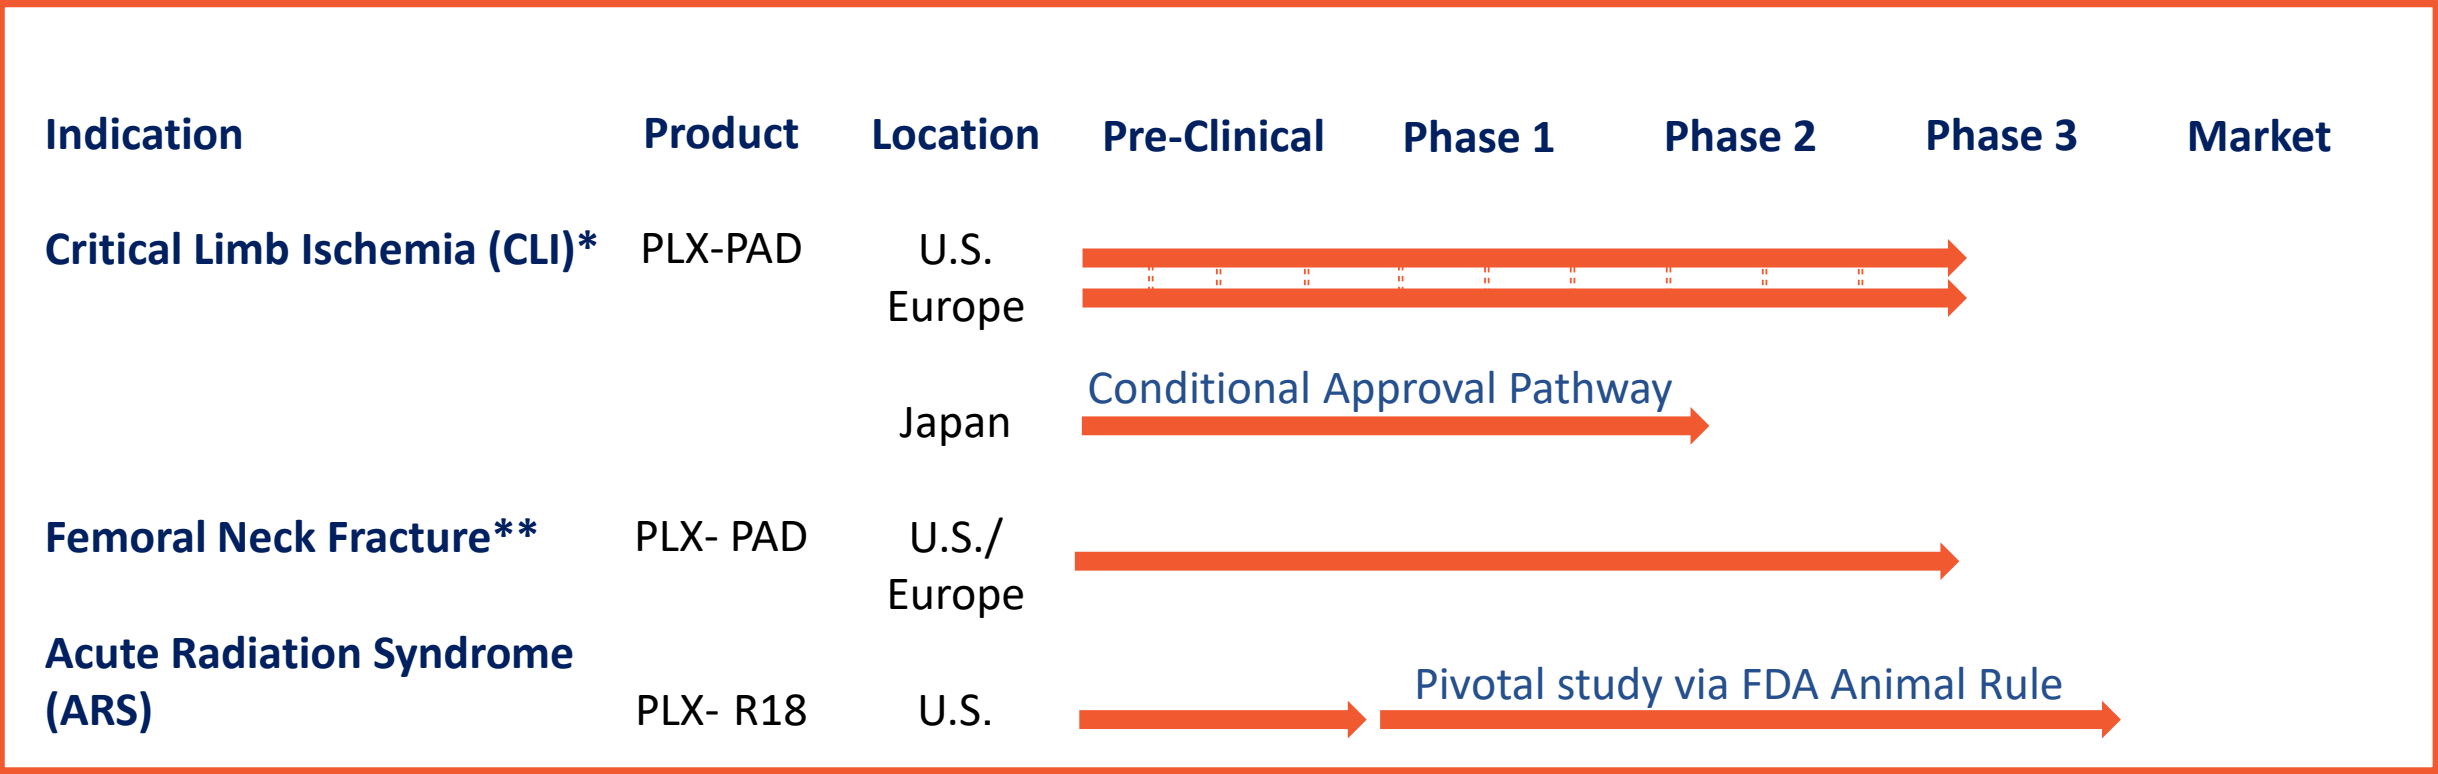 Indication Product Location Pre-Clinical Phase 1 Phase 2 Phase 3 Market
Critical Limb Ischemia (CLI)* PLX-PAD U.S.
Europe
Conditional Approval Pathway
Japan
Femoral Neck Fracture** PLX- PAD U.S./
Europe
Acute Radiation Syndrome
Pivotal study via FDA Animal Rule
(ARS) PLX- R18 U.S.